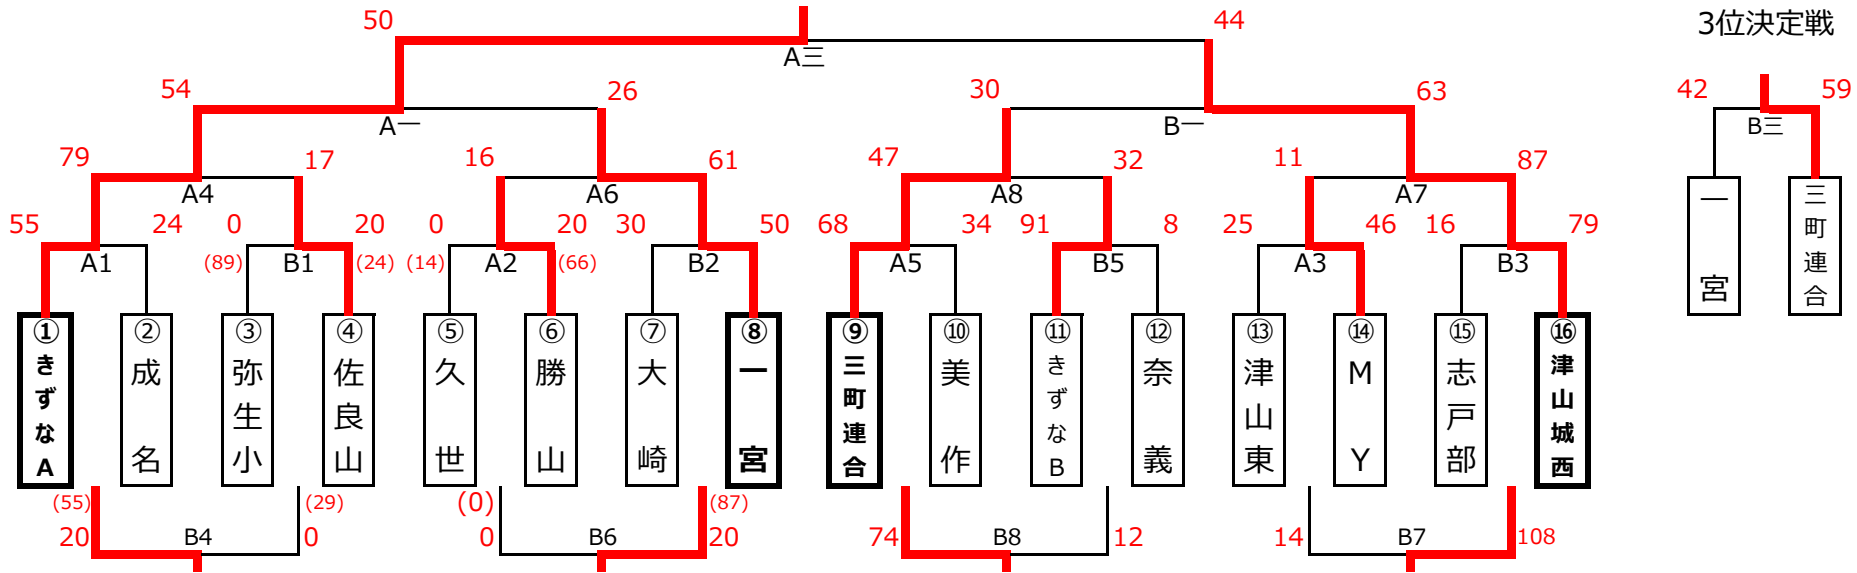 50 44 3位決定戦
A三
54 26 30 63 42 59
A一 B一 B三
79 17 16 61 47 32 11 87
A4 A6 A8 A7
55 24 0 20 0 20 30 50 68 34 91 8 25 46 16 79
A1 (89) B1 (24) (14) A2 (66) B2 A5 B5 A3 B3
一宮
三町連合
①きずなA
②成名
③弥生小
④佐良山
⑤久世
⑥勝山
⑦大崎
⑧一宮
⑨三町連合
⑩美作
⑪きずなB
⑫奈義
⑬津山東
⑭MY
⑮志戸部
⑯津山城西
(55) (29) (0) (87)
20 B4 0 0 B6 20 74 B8 12 14 B7 108